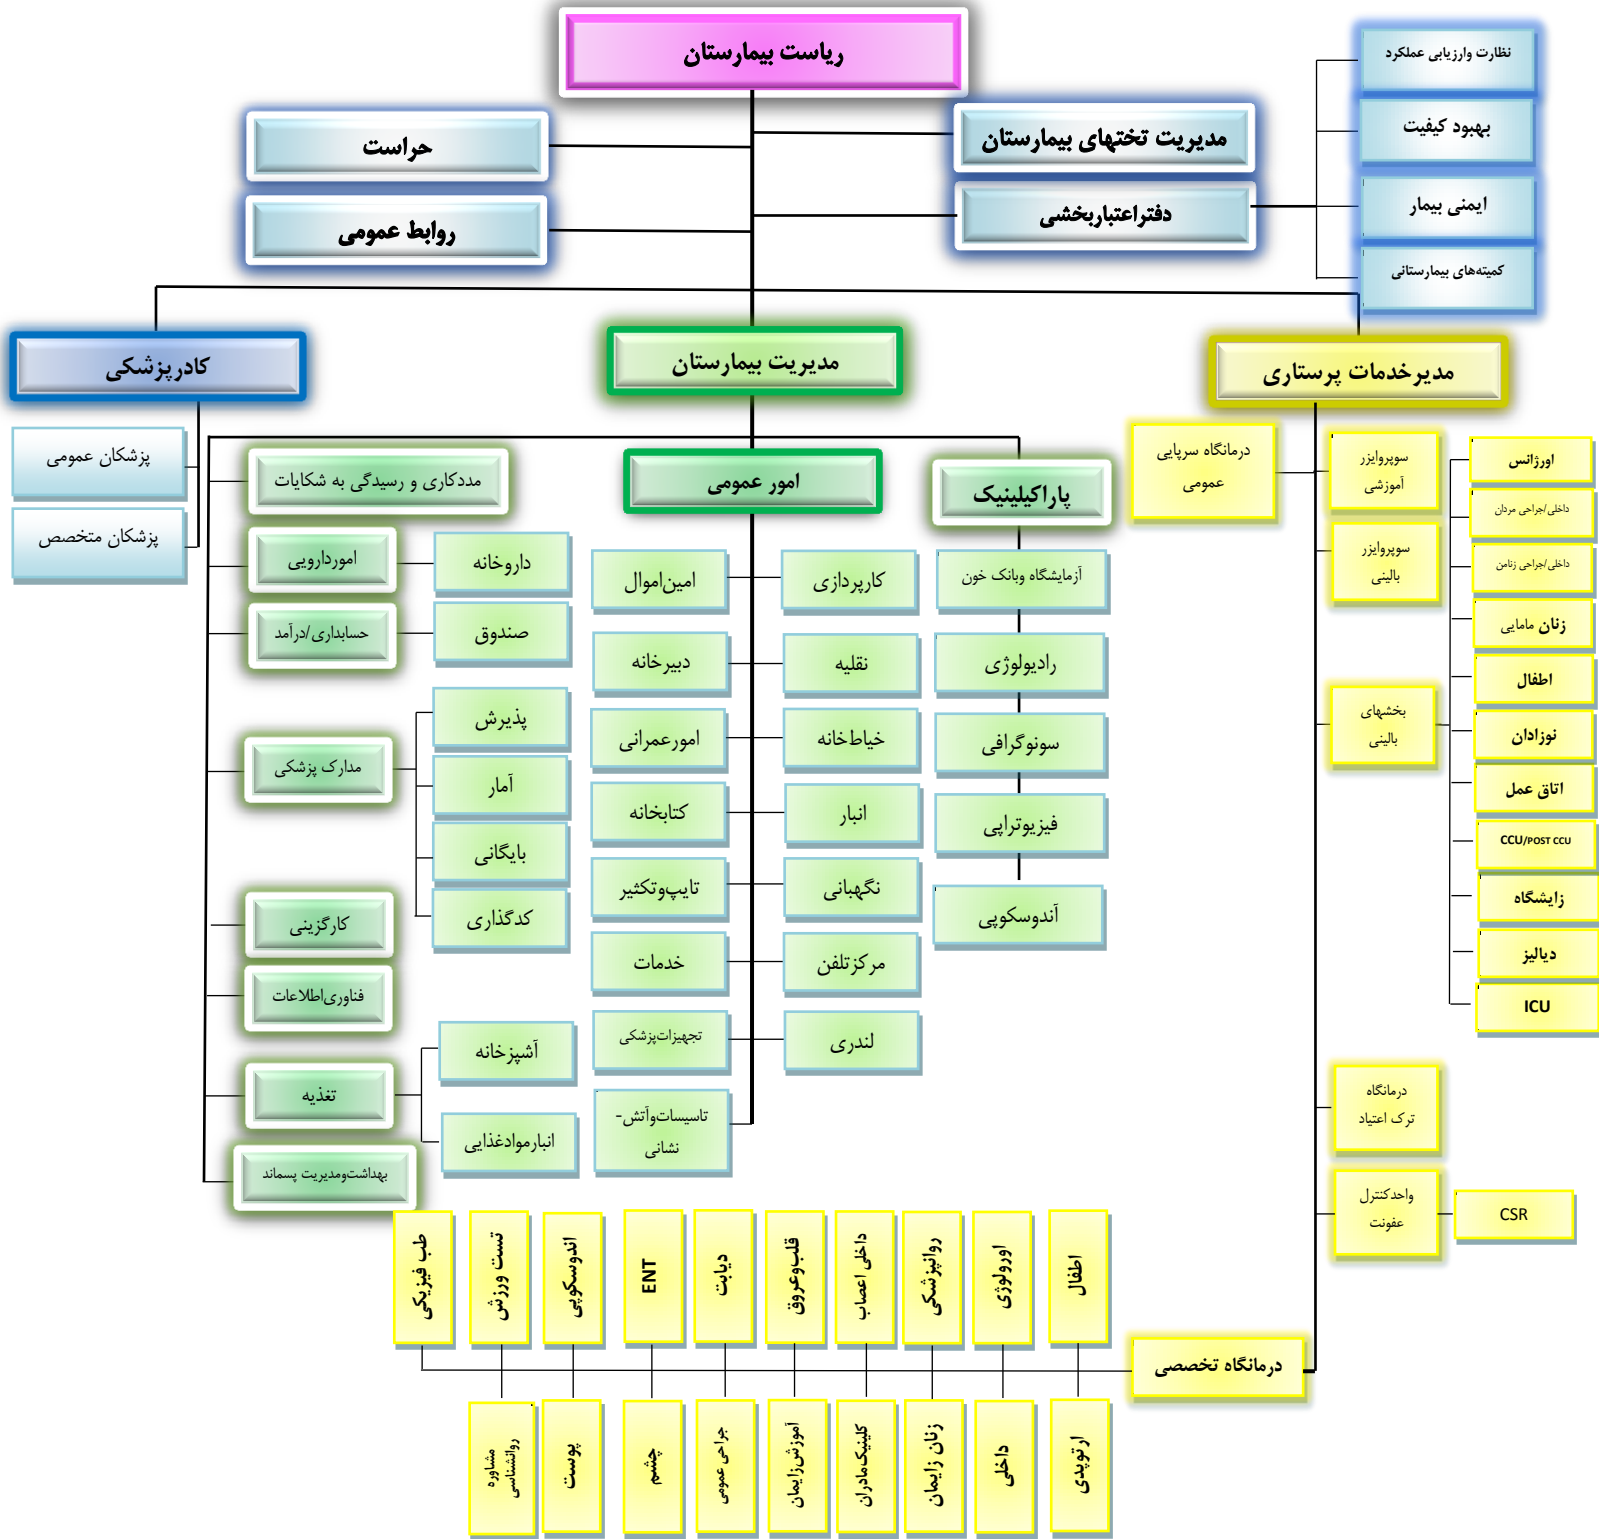 ریاست بیمارستان
نظارت وارزیابی عملکرد
بهبود کیفیت
ایمنی بیمار
کمیته‌های بیمارستانی
مدیریت تختهای بیمارستان
دفتراعتباربخشی
حراست
روابط عمومی
مدیرخدمات پرستاری
مدیریت بیمارستان
کادرپزشکی
اورژانس
داخلی/جراحی مردان
داخلی/جراحی زنامن
زنان مامایی
اطفال
نوزادان
اتاق عمل
CCU/POST CCU
زایشگاه
دیالیز
ICU
سوپروایزر
آموزشی
سوپروایزر
بالینی
بخشهای
بالینی
درمانگاه
ترک اعتیاد
واحدکنترل
عفونت
CSR
درمانگاه سرپایی
عمومی
پاراکیلینیک
آزمایشگاه وبانک خون
رادیولوژی
سونوگرافی
فیزیوتراپی
آندوسکوپی
امور عمومی
کارپردازی
امین‌اموال
نقلیه
دبیرخانه
خیاط‌خانه
امورعمرانی
انبار
کتابخانه
نگهبانی
تایپ‌وتکثیر
مرکزتلفن
خدمات
لندری
تجهیزات‌پزشکی
تاسیسات‌وآتش-
نشانی
مددکاری و رسیدگی به شکایات
اموردارویی
داروخانه
حسابداری/درآمد
صندوق
مدارک پزشکی
پذیرش
آمار
بایگانی
کدگذاری
کارگزینی
فناوری‌اطلاعات
تغذیه
آشپزخانه
انبارموادغذایی
بهداشت‌ومدیریت پسماند
پزشکان عمومی
پزشکان متخصص
درمانگاه تخصصی
اطفال
اورولوژی
روانپزشکی
داخلی اعصاب
قلب‌وعروق
دیابت
ENT
اندوسکوپی
تست ورزش
طب فیزیکی
ارتوپدی
داخلی
زنان زایمان
کلینیک‌مادران
آموزش‌زایمان
جراحی عمومی
چشم
پوست
مشاوره
روانشناسی